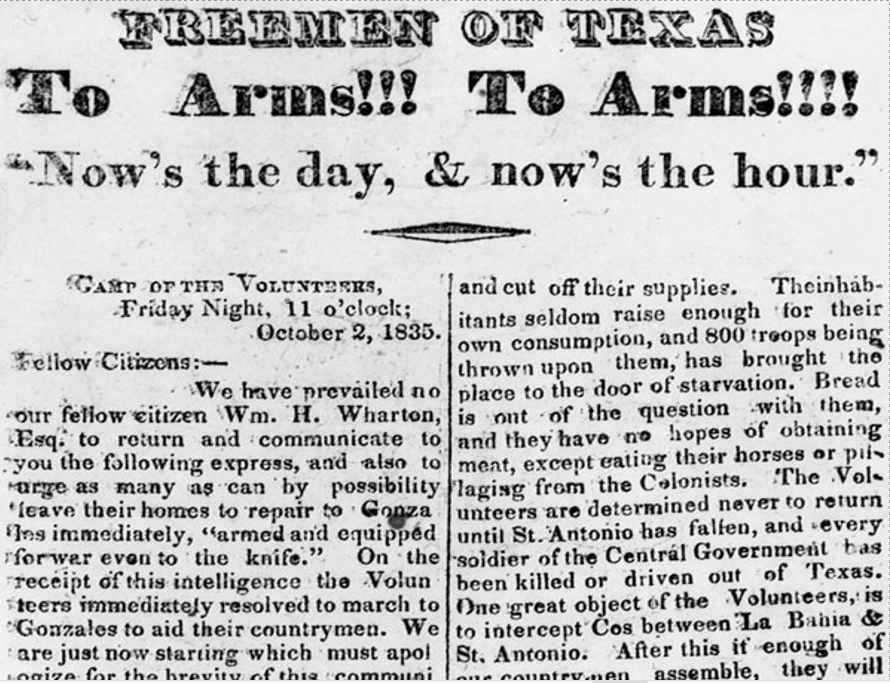 FREEMEN OF TEXAS
To Arms!!! To Arms!!!!
"Now's the day, & now's the hour."
CAMP OF THE VOLUNTEERS,
Friday Night, 11 o'clock;
October 2, 1835.
Fellow Citizens:—
We have prevailed no
our fellow citizen Wm. H. Wharton,
Esq. to return and communicate to
you the following express, and also to
urge as many as can by possibility
leave their homes to repair to Gonza
les immediately, "armed and equipped
for war even to the knife." On the
receipt of this intelligence the Volun
teers immediately resolved to march to
Gonzales to aid their countrymen. We
are just now starting which must apol
ogize for the brevity of this communi
and cut off their supplies. Theinhab-
itants seldom raise enough for their
own consumption, and 800 troops being
thrown upon them, has brought the
place to the door of starvation. Bread
is out of the question with them,
and they have no hopes of obtaining
meat, except eating their horses or pil-
laging from the Colonists. The Vol-
unteers are determined never to return
until St. Antonio has fallen, and every
soldier of the Central Government has
been killed or driven out of Texas.
One great object of the Volunteers, is
to intercept Cos between La Bahia &
St. Antonio. After this if enough of
our countrymen assemble, they will